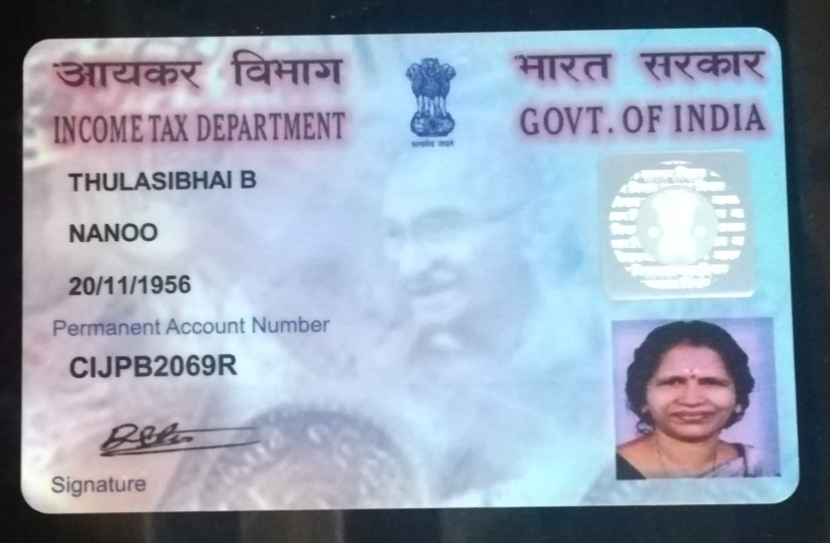 आयकर विभाग
भारत सरकार
INCOME TAX DEPARTMENT
GOVT. OF INDIA
सत्यमेव जयते
THULASIBHAI B
NANOO
20/11/1956
Permanent Account Number
CIJPB2069R
Signature